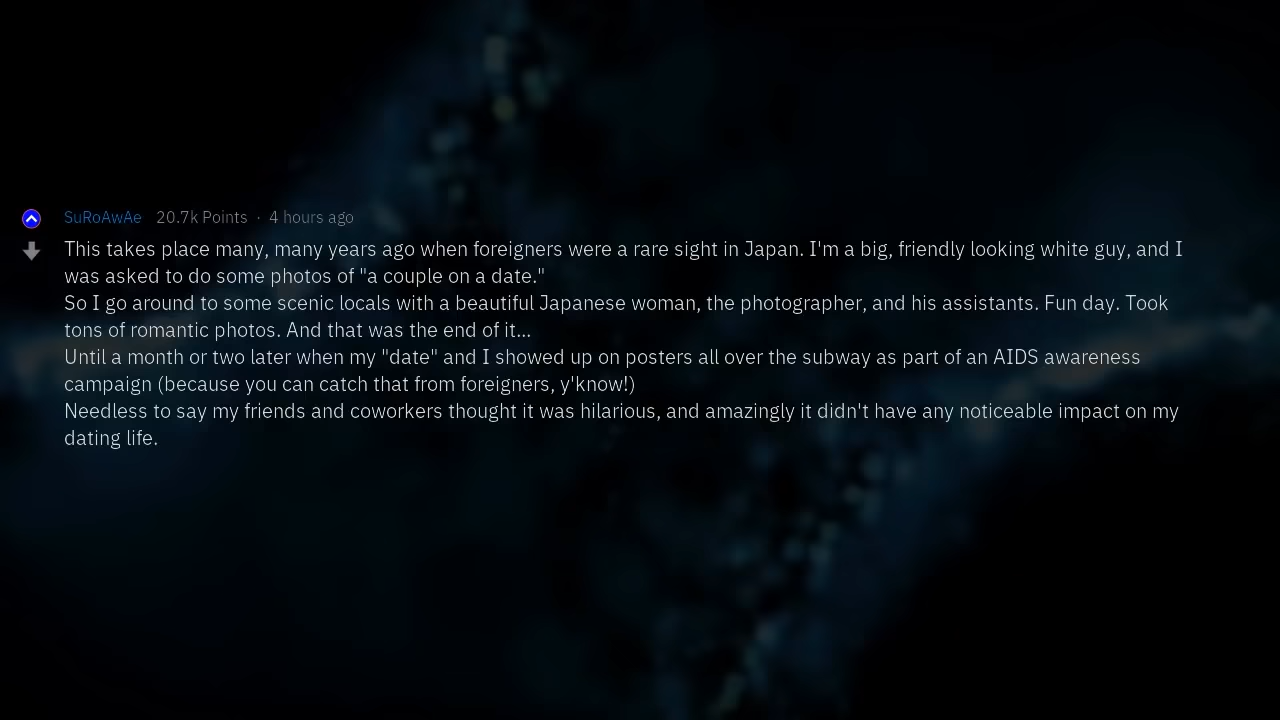 SuRoAwAe 20.7k Points · 4 hours ago
This takes place many, many years ago when foreigners were a rare sight in Japan. I'm a big, friendly looking white guy, and I
was asked to do some photos of "a couple on a date."
So I go around to some scenic locals with a beautiful Japanese woman, the photographer, and his assistants. Fun day. Took
tons of romantic photos. And that was the end of it...
Until a month or two later when my "date" and I showed up on posters all over the subway as part of an AIDS awareness
campaign (because you can catch that from foreigners, y'know!)
Needless to say my friends and coworkers thought it was hilarious, and amazingly it didn't have any noticeable impact on my
dating life.